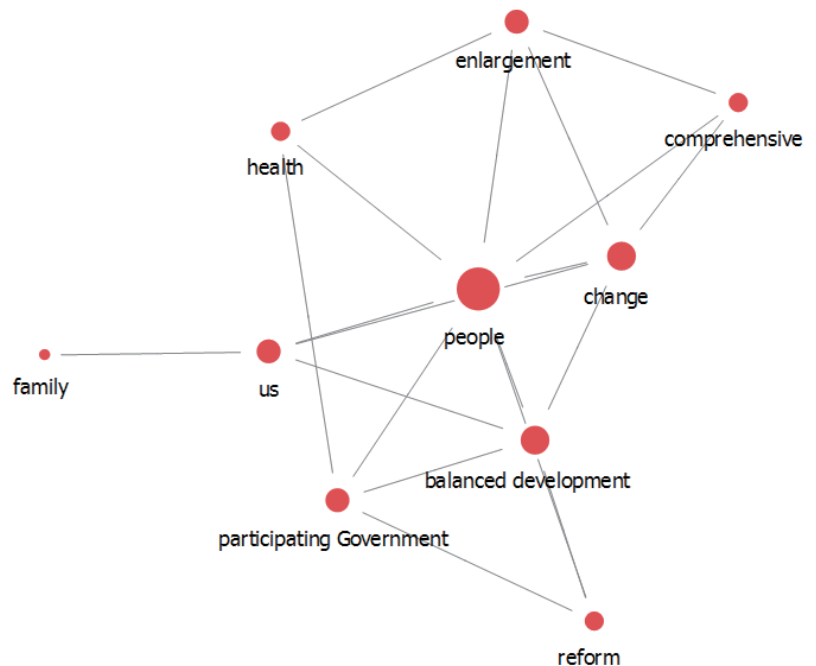 enlargement
comprehensive
health
change
people
family
us
balanced development
participating Government
reform